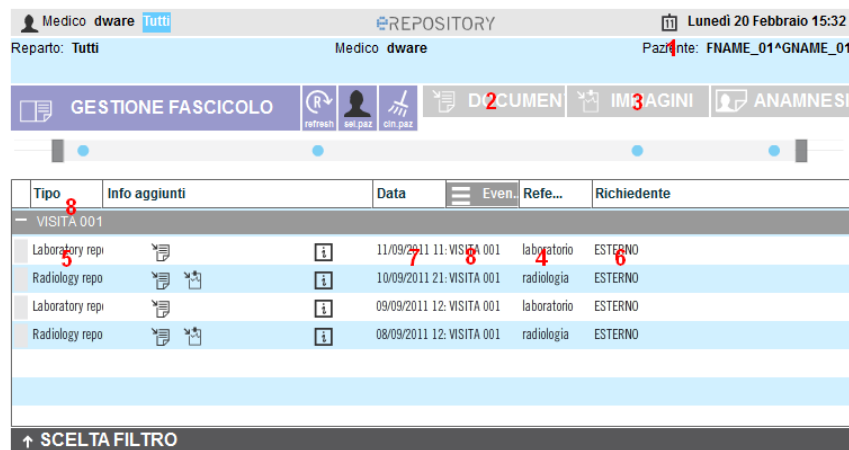 Medico dware Tutti eREPOSITORY 11 Lunedì 20 Febbraio 15:32
Reparto: Tutti Medico dware Paziente: FNAME_01^GNAME_01
1
GESTIONE FASCICOLO R refresh sel.paz cln.paz DOCUMEN 2 IMMAGINI 3 ANAMNESI
Tipo Info aggiunti Data Even.. Refe... Richiedente
8
VISITA 001
Laboratory repo i 11/09/2011 11: VISITA 001 laboratorio ESTERNO
5 7 8 4 6
Radiology repo i 10/09/2011 21: VISITA 001 radiologia ESTERNO
Laboratory rep i 09/09/2011 12: VISITA 001 laboratorio ESTERNO
Radiology repo i 08/09/2011 12: VISITA 001 radiologia ESTERNO
SCELTA FILTRO